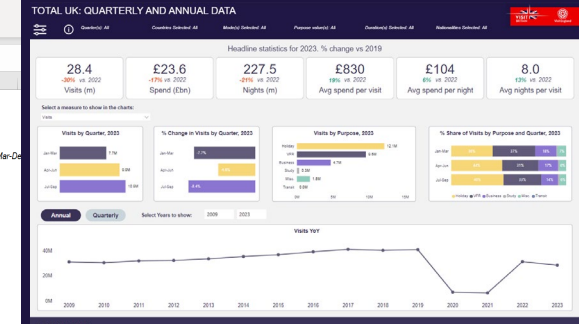 TOTAL UK: QUARTERLY AND ANNUAL DATA
Quarter(s): All
Countries Selected: All
Mode(s) Selected: All
Purpose value(s): All
Duration(s) Selected: All
Nationalities Selected: All
VISIT
Headline statistics for 2023. % change vs 2019
28.4
-30% vs. 2022
Visits (m)
£23.6
-17% vs. 2022
Spend (£bn)
227.5
-21% vs. 2022
Nights (m)
£830
19% vs. 2022
Avg spend per visit
£104
6% vs. 2022
Avg spend per night
8.0
13% vs. 2022
Avg nights per visit
Select a measure to show in the charts:
Visits
Mar-De
Visits by Quarter, 2023
Jan-Mar
Apr-Jun
Jul-Sep
% Change in Visits by Quarter, 2023
Jan-Mar
Apr-Jun
Jul-Sep
Visits by Purpose, 2023
Holiday
VFR
Business
Study
Misc.
Transit
0M
5M
10M
15M
% Share of Visits by Purpose and Quarter, 2023
Jan-Mar
Apr-Jun
Jul-Sep
Holiday VFR Business Study Misc. Transit
Annual
Quarterly
Select Years to show:
2009
2023
Visits YoY
40M
20M
0M
2009 2010 2011 2012 2013 2014 2015 2016 2017 2018 2019 2020 2021 2022 2023